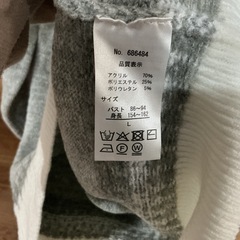 No. 686484
品質表示
アクリル 70%
ポリエステル 25%
ポリウレタン 5%
サイズ
バスト 86~94
身長 154~162
L